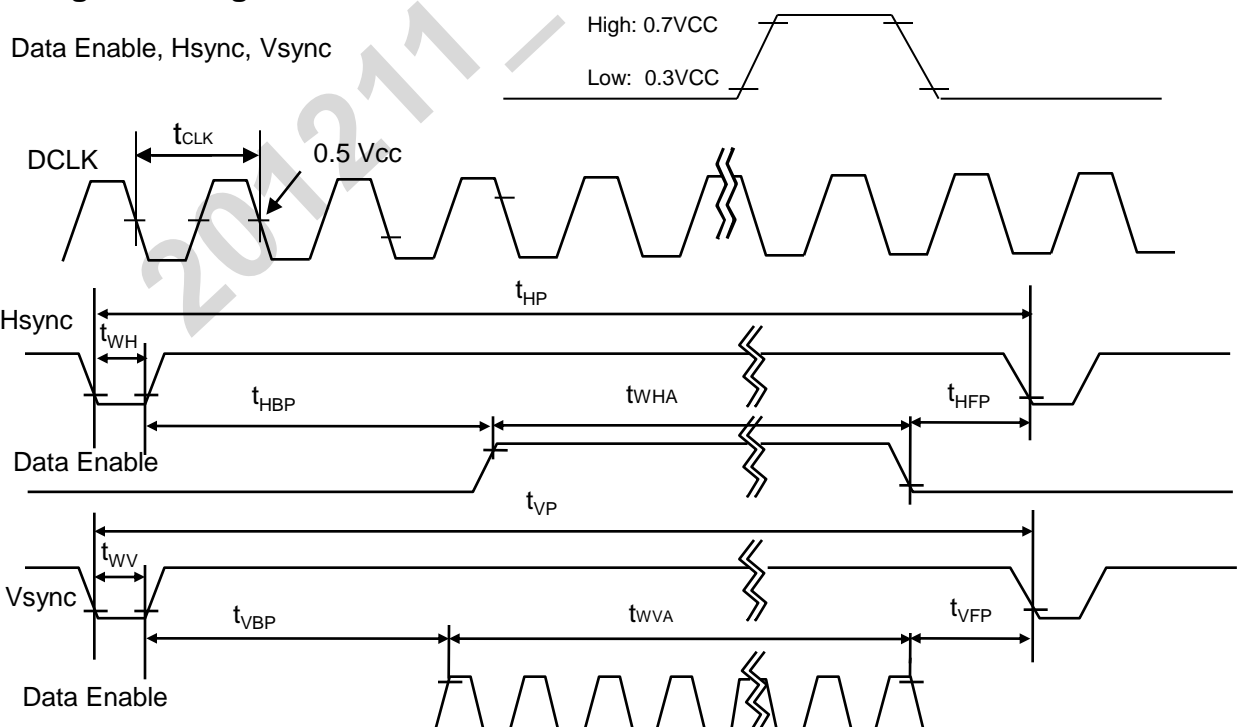 Data Enable, Hsync, Vsync
High: 0.7VCC
Low: 0.3VCC
201211_
DCLK
tCLK
0.5 Vcc
Hsync
tHP
tWH
tHBP
tWHA
tHFP
Data Enable
tVP
Vsync
tWV
tVBP
tWVA
tVFP
Data Enable